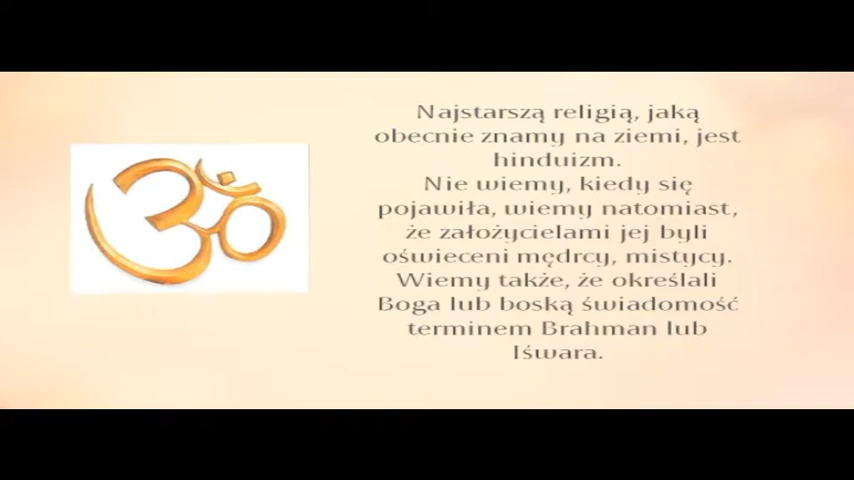 Najstarszą religią, jaką
obecnie znamy na ziemi, jest
hinduizm.
Nie wiemy, kiedy się
pojawiła, wiemy natomiast,
że założycielami jej byli
oświeceni mędrcy, mistycy.
Wiemy także, że określali
Boga lub boską świadomość
terminem Brahman lub
Iśwara.